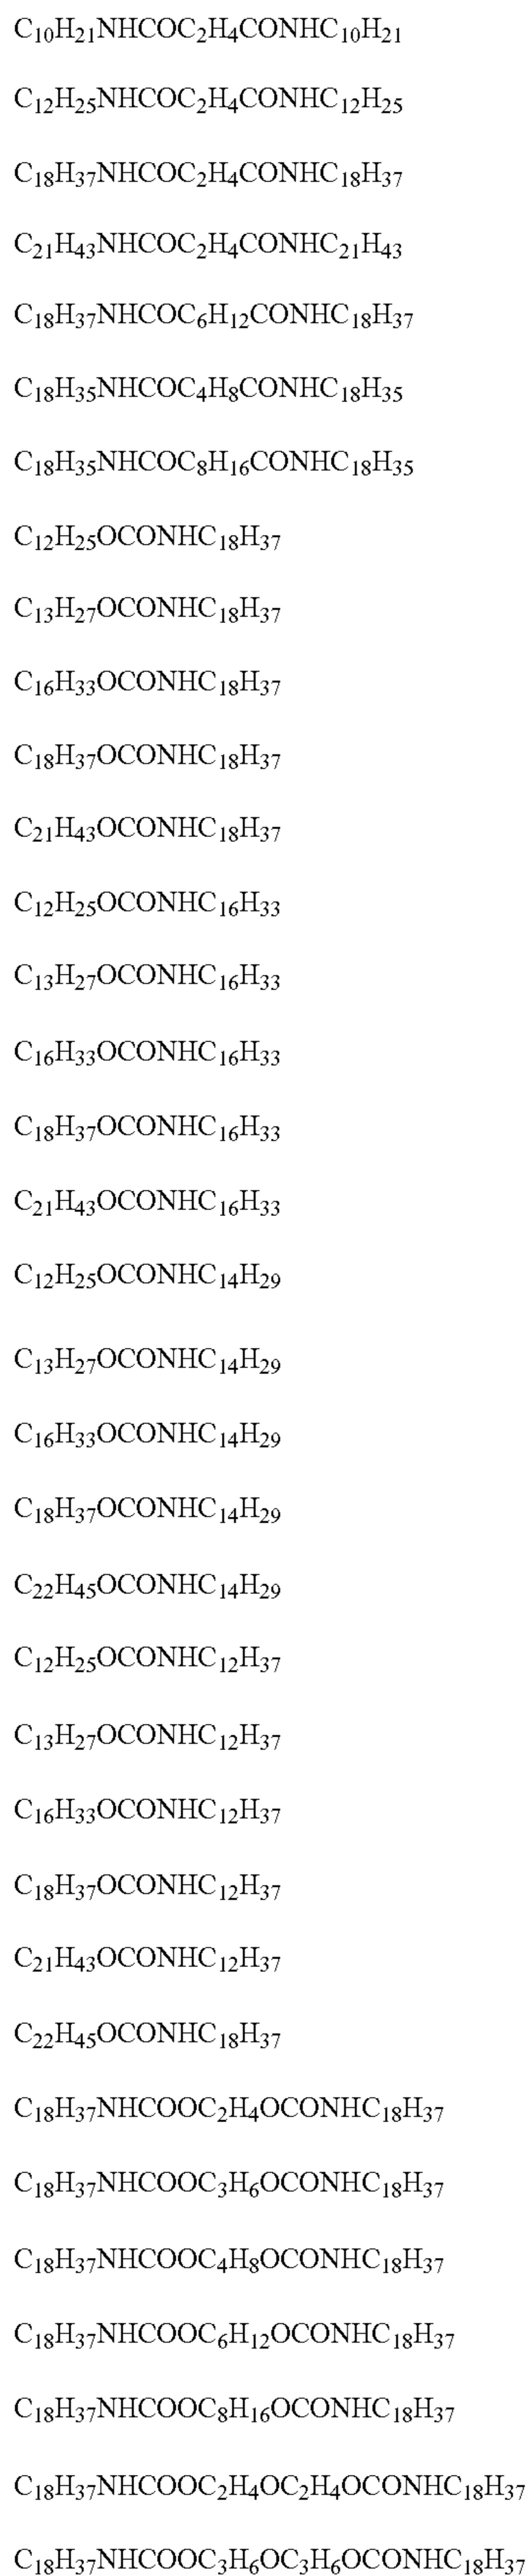 C₁₀H₂₁NHCOC₂H₄CONHC₁₀H₂₁
C₁₂H₂₅NHCOC₂H₄CONHC₁₂H₂₅
C₁₈H₃₇NHCOC₂H₄CONHC₁₈H₃₇
C₂₁H₄₃NHCOC₂H₄CONHC₂₁H₄₃
C₁₈H₃₇NHCOC₆H₁₂CONHC₁₈H₃₇
C₁₈H₃₅NHCOC₄H₈CONHC₁₈H₃₅
C₁₈H₃₅NHCOC₈H₁₆CONHC₁₈H₃₅
C₁₂H₂₅OCONHC₁₈H₃₇
C₁₃H₂₇OCONHC₁₈H₃₇
C₁₆H₃₃OCONHC₁₈H₃₇
C₁₈H₃₇OCONHC₁₈H₃₇
C₂₁H₄₃OCONHC₁₈H₃₇
C₁₂H₂₅OCONHC₁₆H₃₃
C₁₃H₂₇OCONHC₁₆H₃₃
C₁₆H₃₃OCONHC₁₆H₃₃
C₁₈H₃₇OCONHC₁₆H₃₃
C₂₁H₄₃OCONHC₁₆H₃₃
C₁₂H₂₅OCONHC₁₄H₂₉
C₁₃H₂₇OCONHC₁₄H₂₉
C₁₆H₃₃OCONHC₁₄H₂₉
C₁₈H₃₇OCONHC₁₄H₂₉
C₂₂H₄₅OCONHC₁₄H₂₉
C₁₂H₂₅OCONHC₁₂H₃₇
C₁₃H₂₇OCONHC₁₂H₃₇
C₁₆H₃₃OCONHC₁₂H₃₇
C₁₈H₃₇OCONHC₁₂H₃₇
C₂₁H₄₃OCONHC₁₂H₃₇
C₂₂H₄₅OCONHC₁₈H₃₇
C₁₈H₃₇NHCOOC₂H₄OCONHC₁₈H₃₇
C₁₈H₃₇NHCOOC₃H₆OCONHC₁₈H₃₇
C₁₈H₃₇NHCOOC₄H₈OCONHC₁₈H₃₇
C₁₈H₃₇NHCOOC₆H₁₂OCONHC₁₈H₃₇
C₁₈H₃₇NHCOOC₈H₁₆OCONHC₁₈H₃₇
C₁₈H₃₇NHCOOC₂H₄OC₂H₄OCONHC₁₈H₃₇
C₁₈H₃₇NHCOOC₃H₆OC₃H₆OCONHC₁₈H₃₇